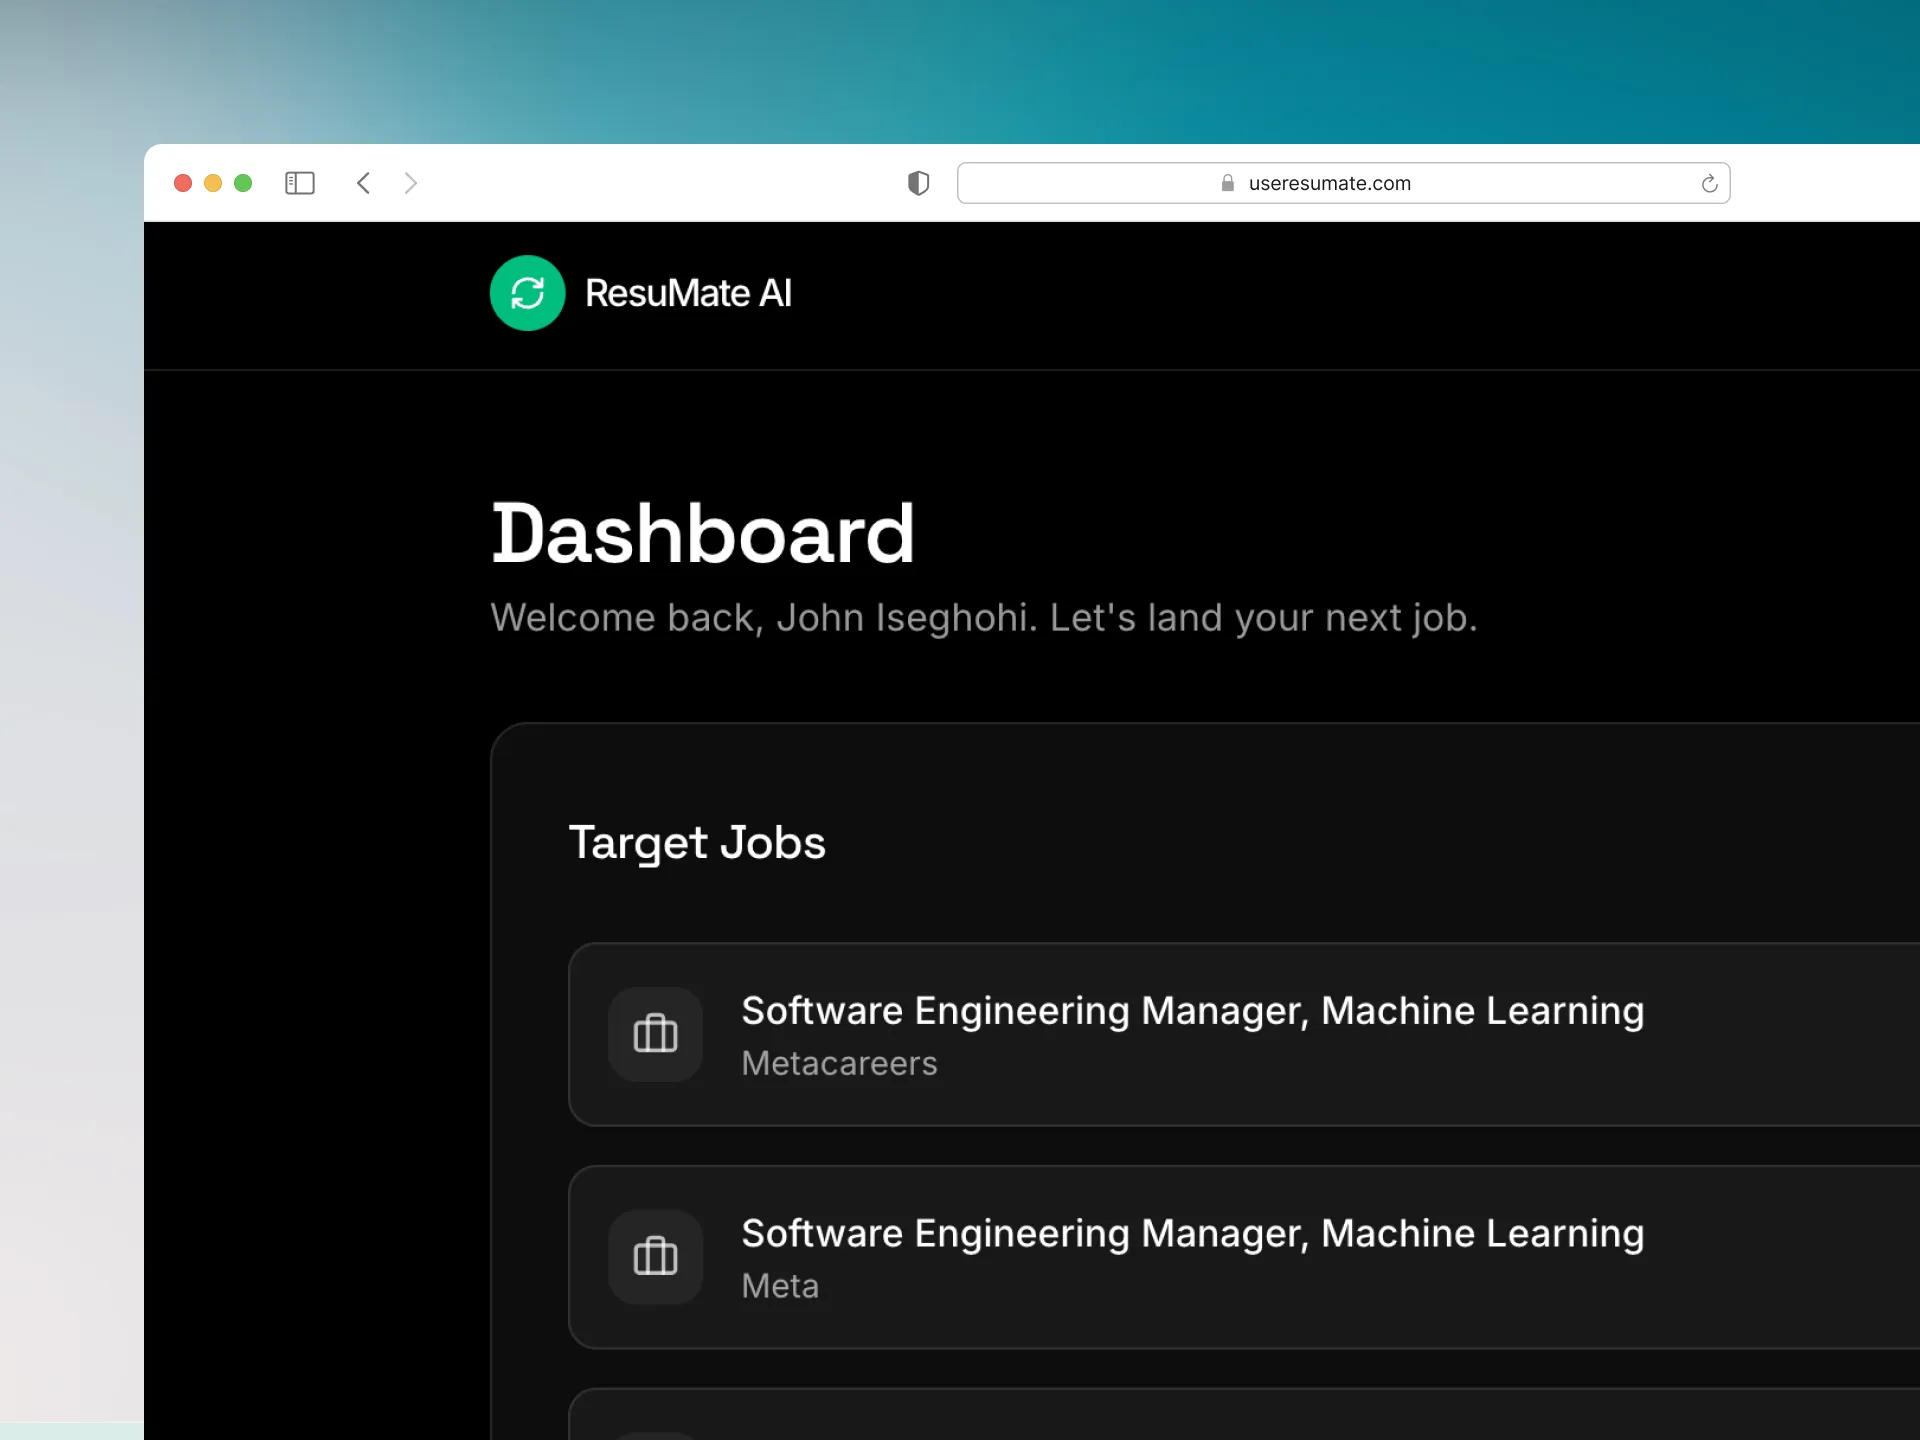 useresumate.com
ResuMate AI
Dashboard
Welcome back, John Iseghohi. Let's land your next job.
Target Jobs
Software Engineering Manager, Machine Learning
Metacareers
Software Engineering Manager, Machine Learning
Meta